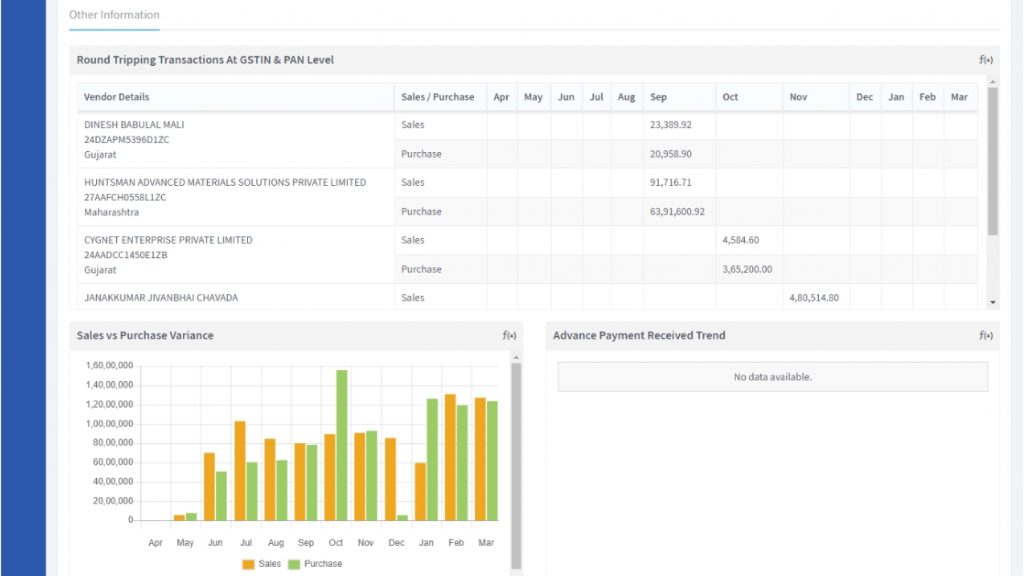 Other Information
Round Tripping Transactions At GSTIN & PAN Level f(x)
Vendor Details Sales / Purchase Apr May Jun Jul Aug Sep Oct Nov Dec Jan Feb Mar
DINESH BABULAL MALI Sales 23,389.92
24DZAPM5396D1ZC
Gujarat Purchase 20,958.90
HUNTSMAN ADVANCED MATERIALS SOLUTIONS PRIVATE LIMITED Sales 91,716.71
27AAFCH0558L1ZC
Maharashtra Purchase 63,91,600.92
CYGNET ENTERPRISE PRIVATE LIMITED Sales 4,584.60
24AADCC1450E1ZB
Gujarat Purchase 3,65,200.00
JANAKKUMAR JIVANBHAI CHAVADA Sales 4,80,514.80
Sales vs Purchase Variance f(x)
1,60,00,000
1,40,00,000
1,20,00,000
1,00,00,000
80,00,000
60,00,000
40,00,000
20,00,000
0
Apr May Jun Jul Aug Sep Oct Nov Dec Jan Feb Mar
Sales Purchase
Advance Payment Received Trend f(x)
No data available.